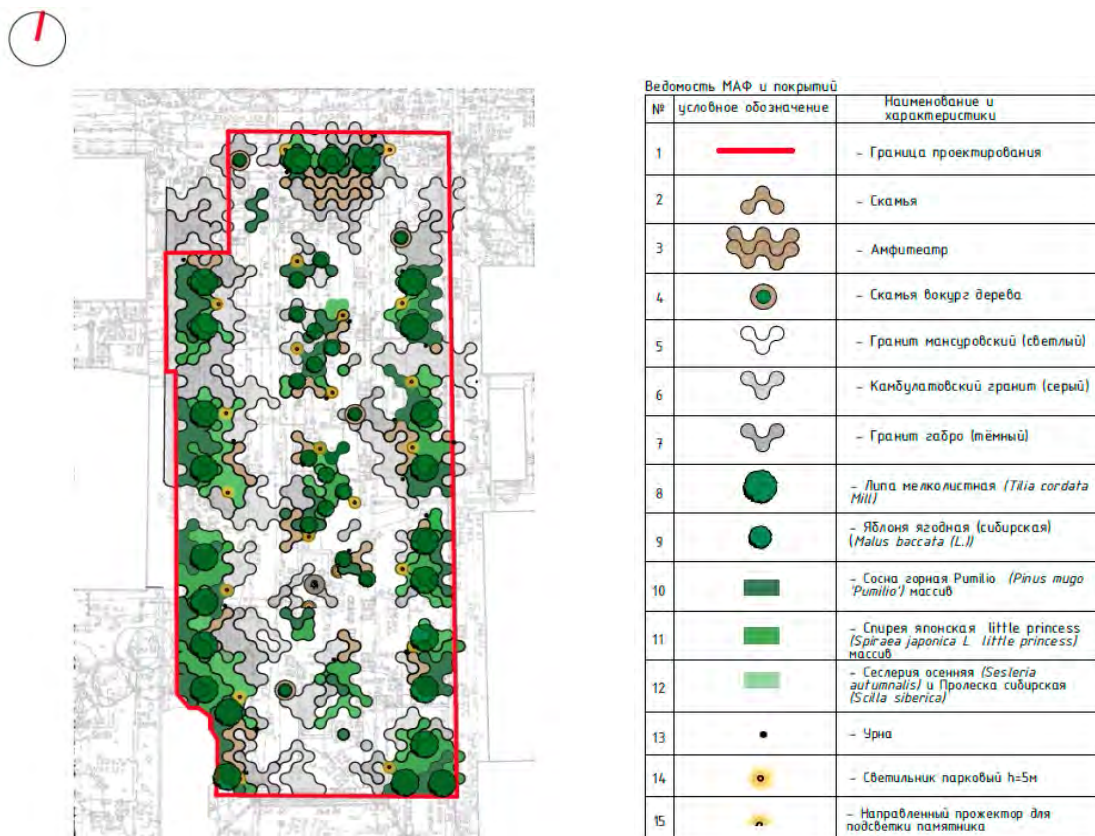 Ведомость МАФ и покрытий
№ условное обозначение Наименование и
характеристики
1 - Граница проектирования
2 - Скамья
3 - Амфитеатр
4 - Скамья вокург дерева
5 - Гранит мансуровский (светлый)
6 - Камбулатовский гранит (серый)
7 - Гранит габро (тёмный)
8 - Липа мелколистная (Tilia cordata
Mill)
9 - Яблоня ягодная (сибирская)
(Malus baccata (L.))
10 - Сосна горная Pumilio (Pinus mugo
'Pumilio') массив
11 - Спирея японская little princess
(Spiraea japonica L little princess)
массив
12 - Сеслерия осенняя (Sesleria
autumnalis) и Пролеска сибирская
(Scilla siberica)
13 - Урна
14 - Светильник парковый h=5м
15 - Направленный прожектор для
подсветки памятника